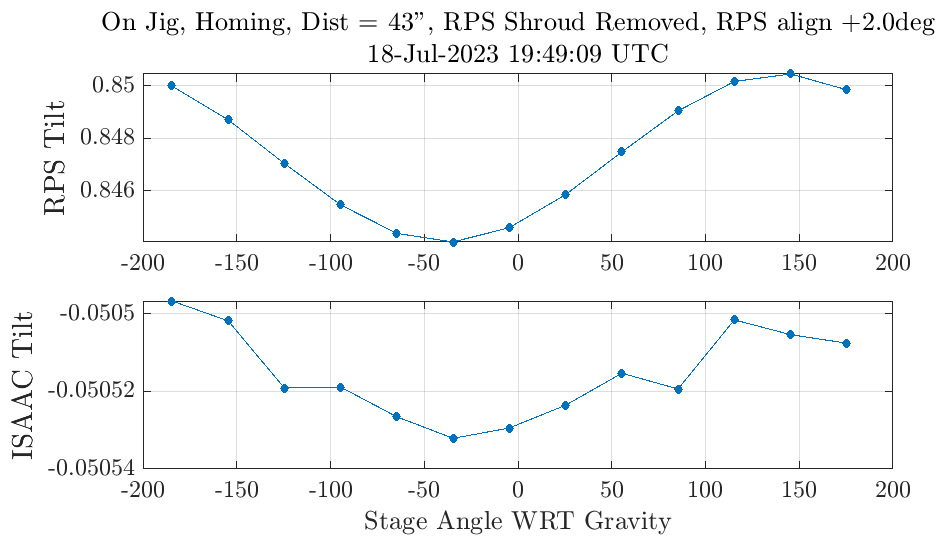 On Jig, Homing, Dist = 43”, RPS Shroud Removed, RPS align +2.0deg
18-Jul-2023 19:49:09 UTC
RPS Tilt
0.85
0.848
0.846
-200 -150 -100 -50 0 50 100 150 200
ISAAC Tilt
-0.0505
-0.05052
-0.05054
-200 -150 -100 -50 0 50 100 150 200
Stage Angle WRT Gravity